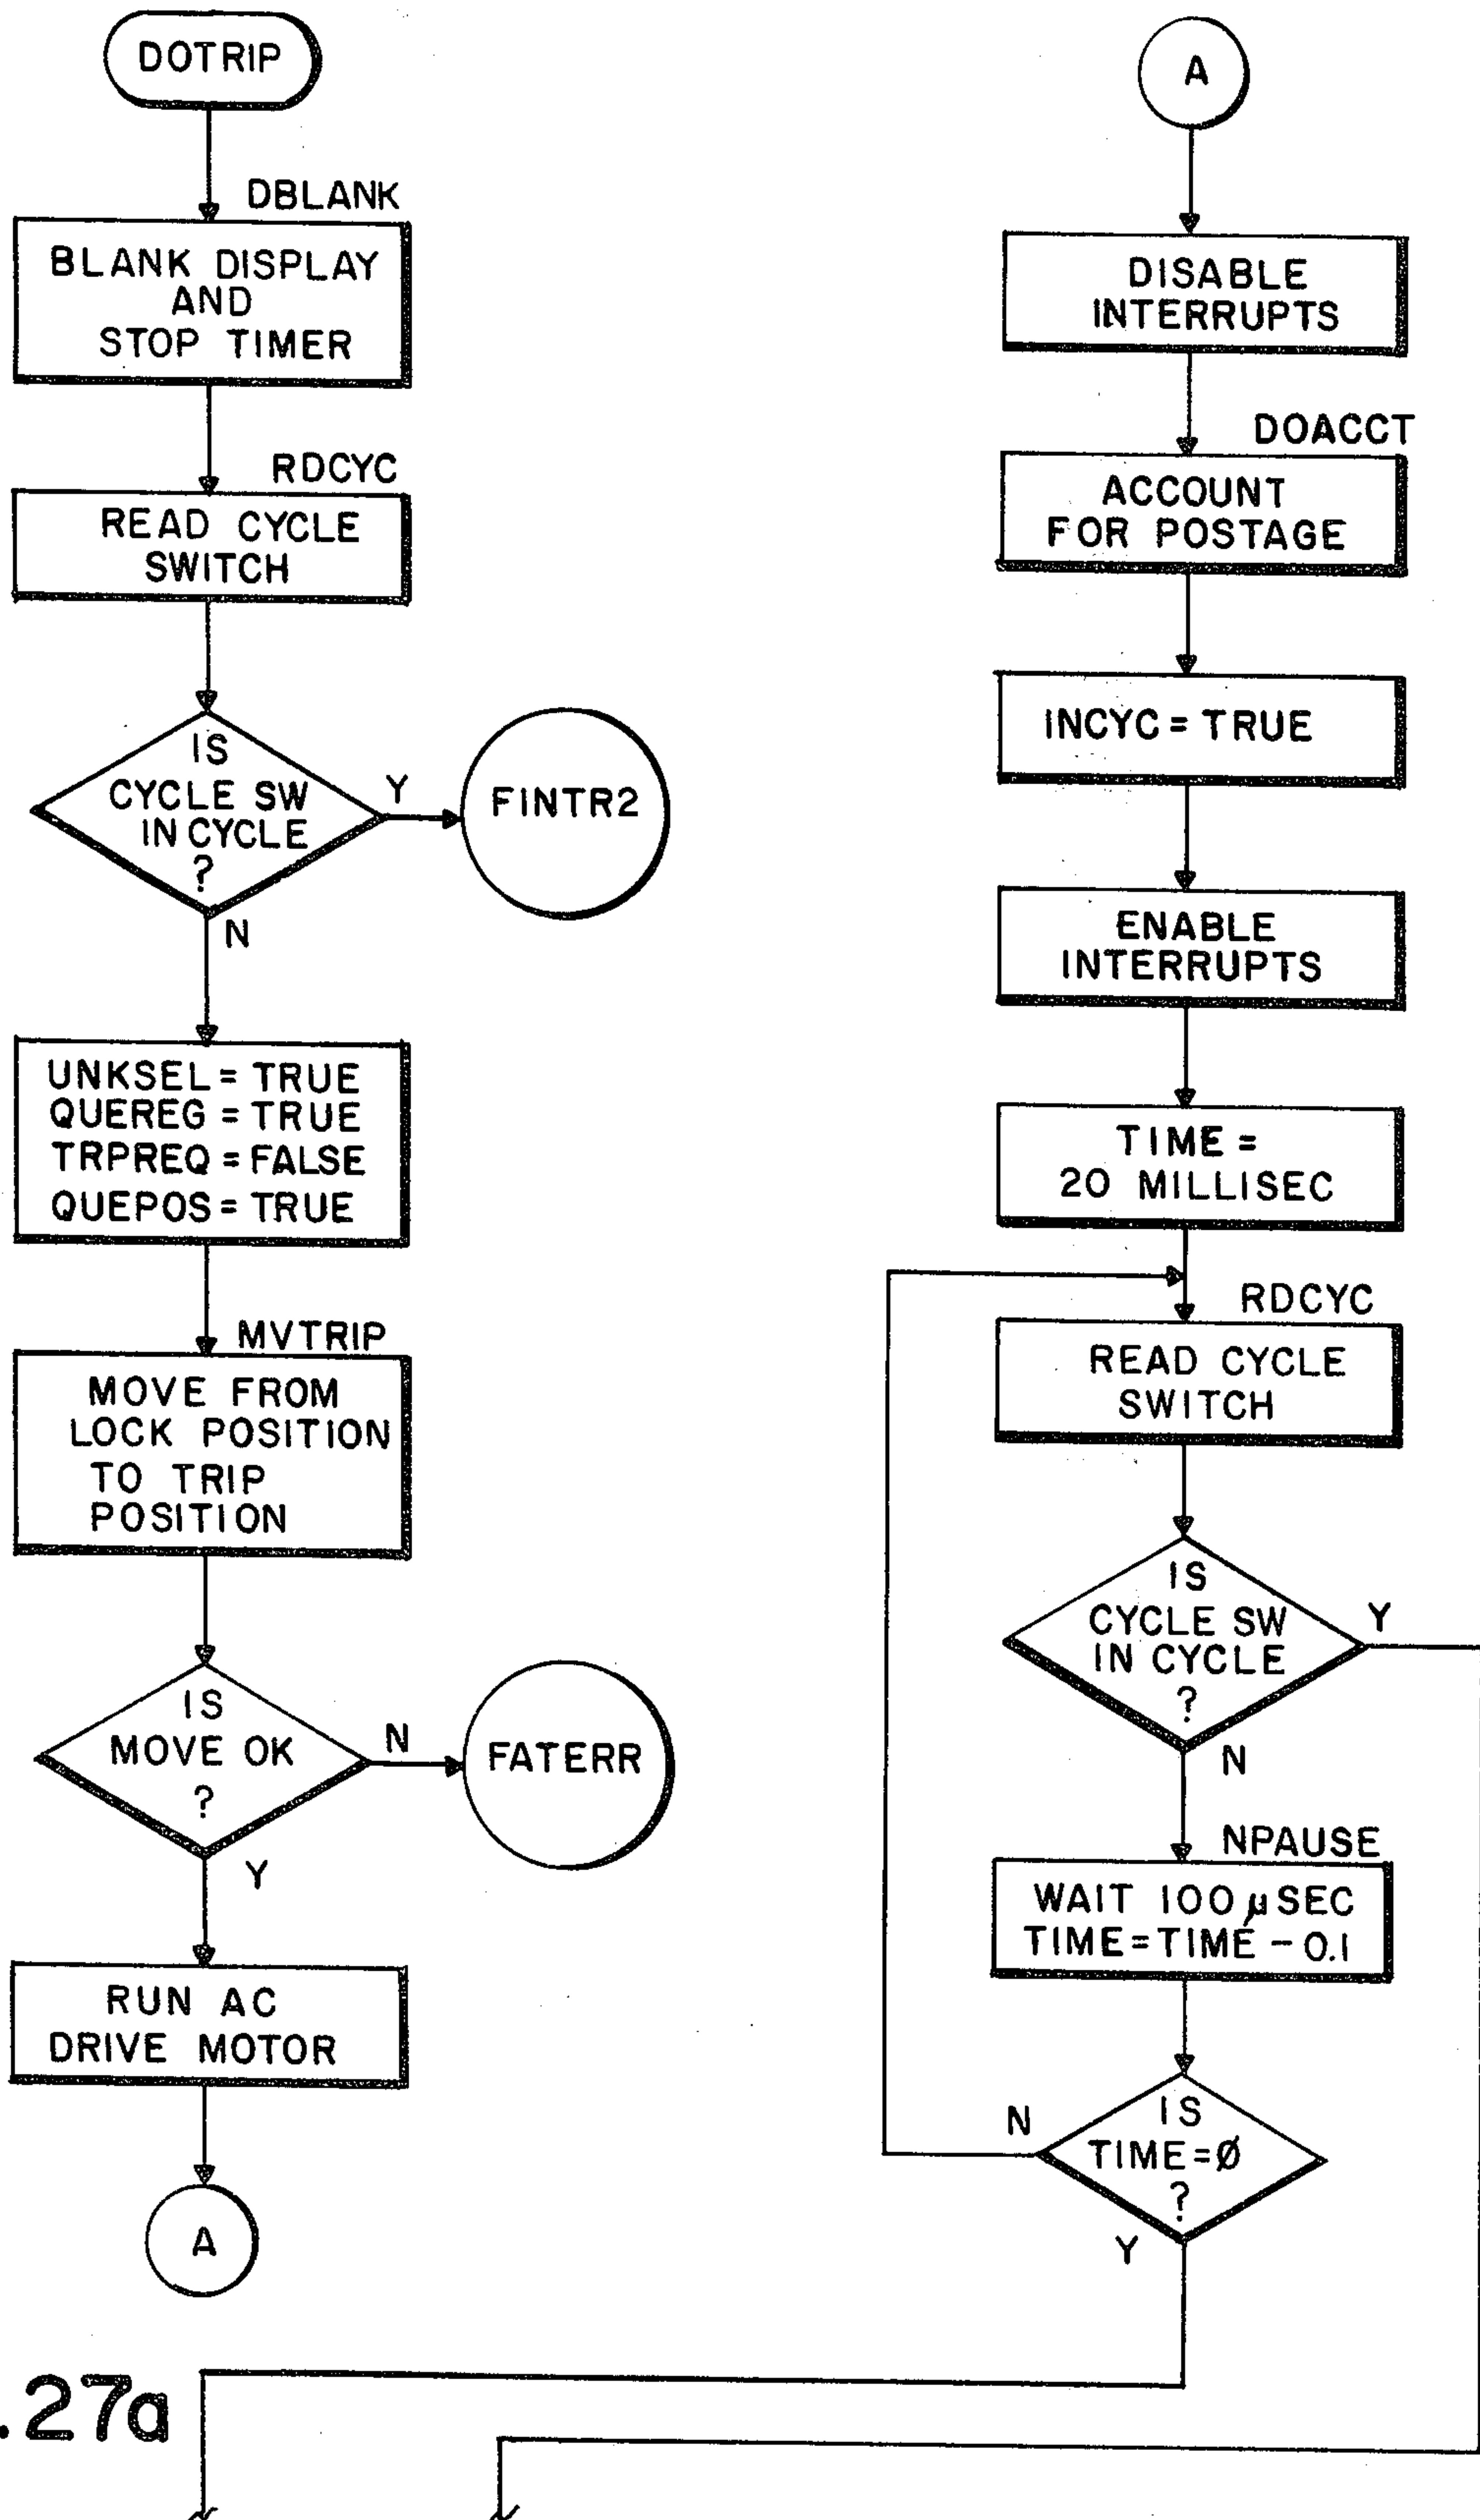 DOTRIP
DBLANK
BLANK DISPLAY
AND
STOP TIMER
RDCYC
READ CYCLE
SWITCH
IS
CYCLE SW
IN CYCLE
?
Y
FINTR2
N
UNKSEL = TRUE
QUEREG = TRUE
TRPREQ = FALSE
QUEPOS = TRUE
MVTRIP
MOVE FROM
LOCK POSITION
TO TRIP
POSITION
IS
MOVE OK
?
N
FATERR
Y
RUN AC
DRIVE MOTOR
A
A
DISABLE
INTERRUPTS
DOACCT
ACCOUNT
FOR POSTAGE
INCYC = TRUE
ENABLE
INTERRUPTS
TIME =
20 MILLISEC
RDCYC
READ CYCLE
SWITCH
IS
CYCLE SW
IN CYCLE
?
Y
N
NPAUSE
WAIT 100 µSEC
TIME = TIME - 0.1
IS
TIME = Ø
?
N
Y
.27a